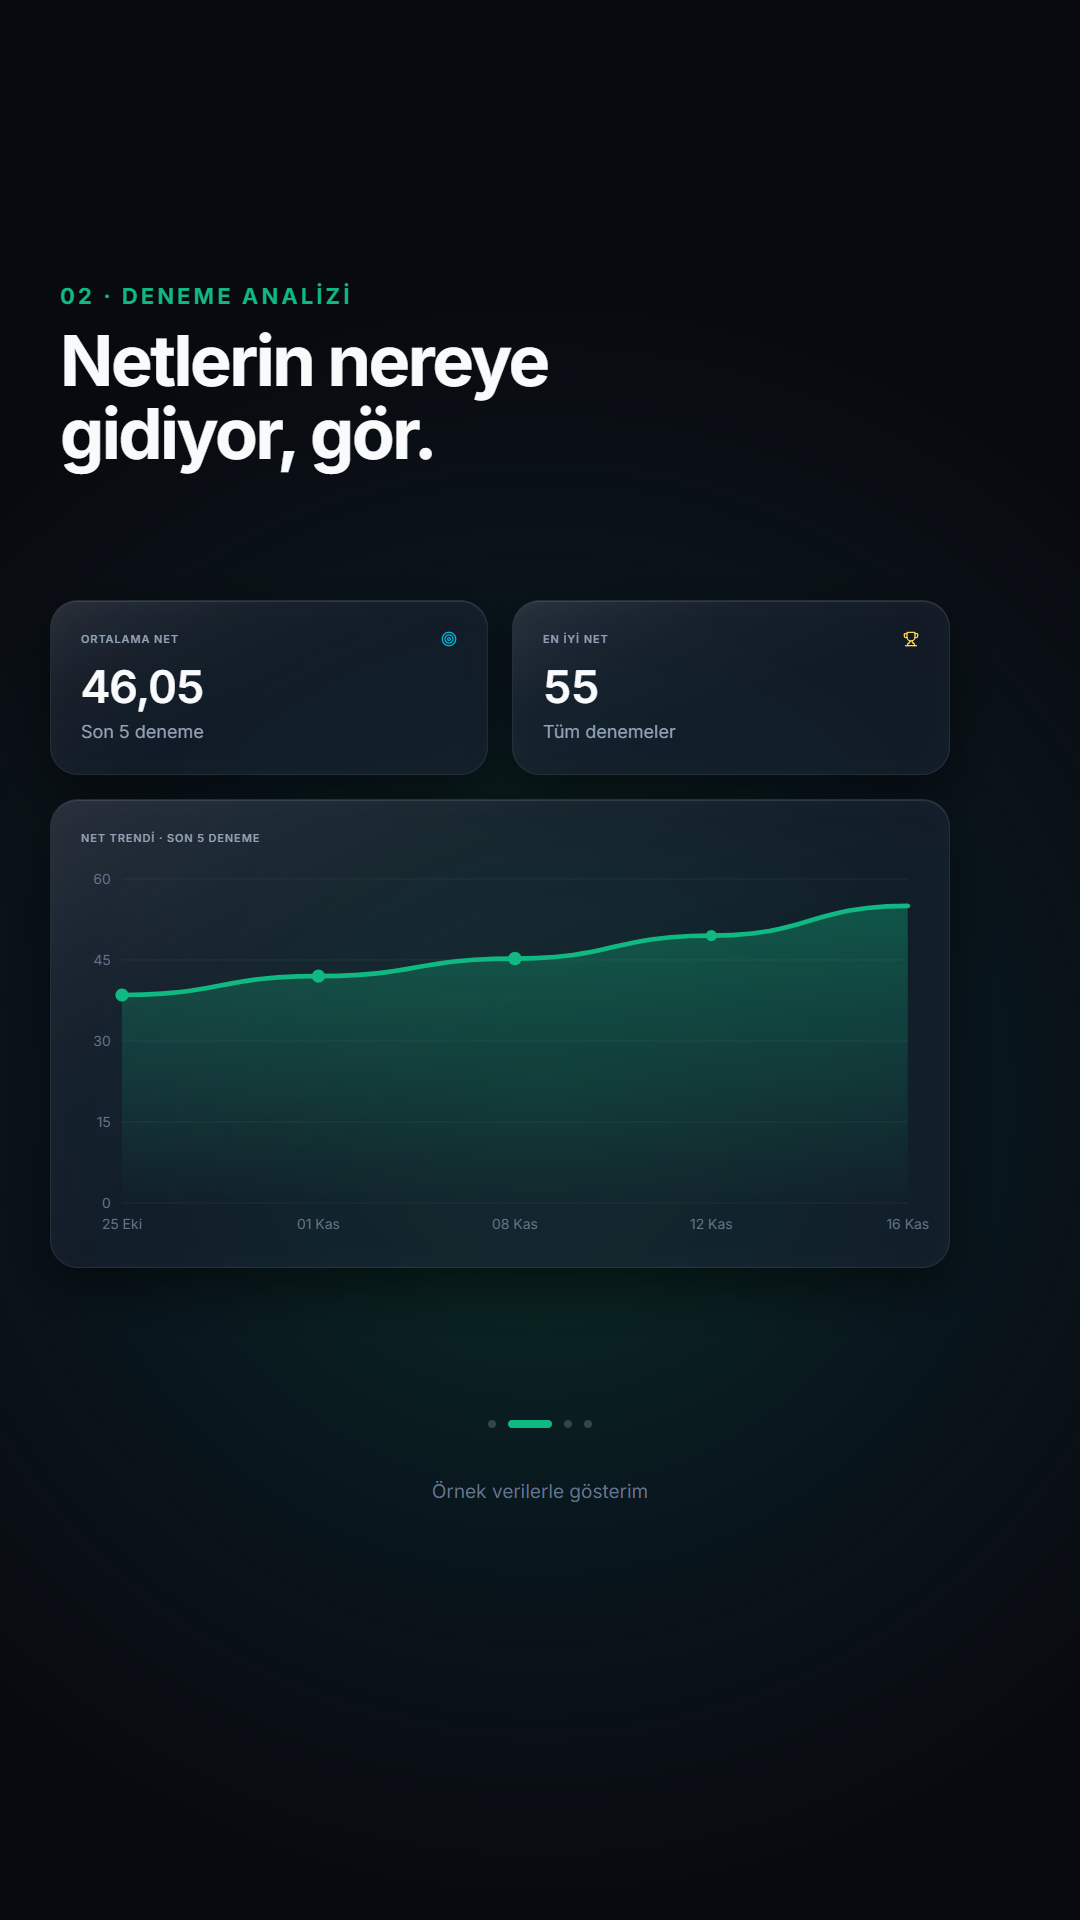 02 · DENEME ANALİZİ
Netlerin nereye
gidiyor, gör.
ORTALAMA NET
46,05
Son 5 deneme
EN İYİ NET
55
Tüm denemeler
NET TRENDİ · SON 5 DENEME
60
45
30
15
0
25 Eki
01 Kas
08 Kas
12 Kas
16 Kas
Örnek verilerle gösterim